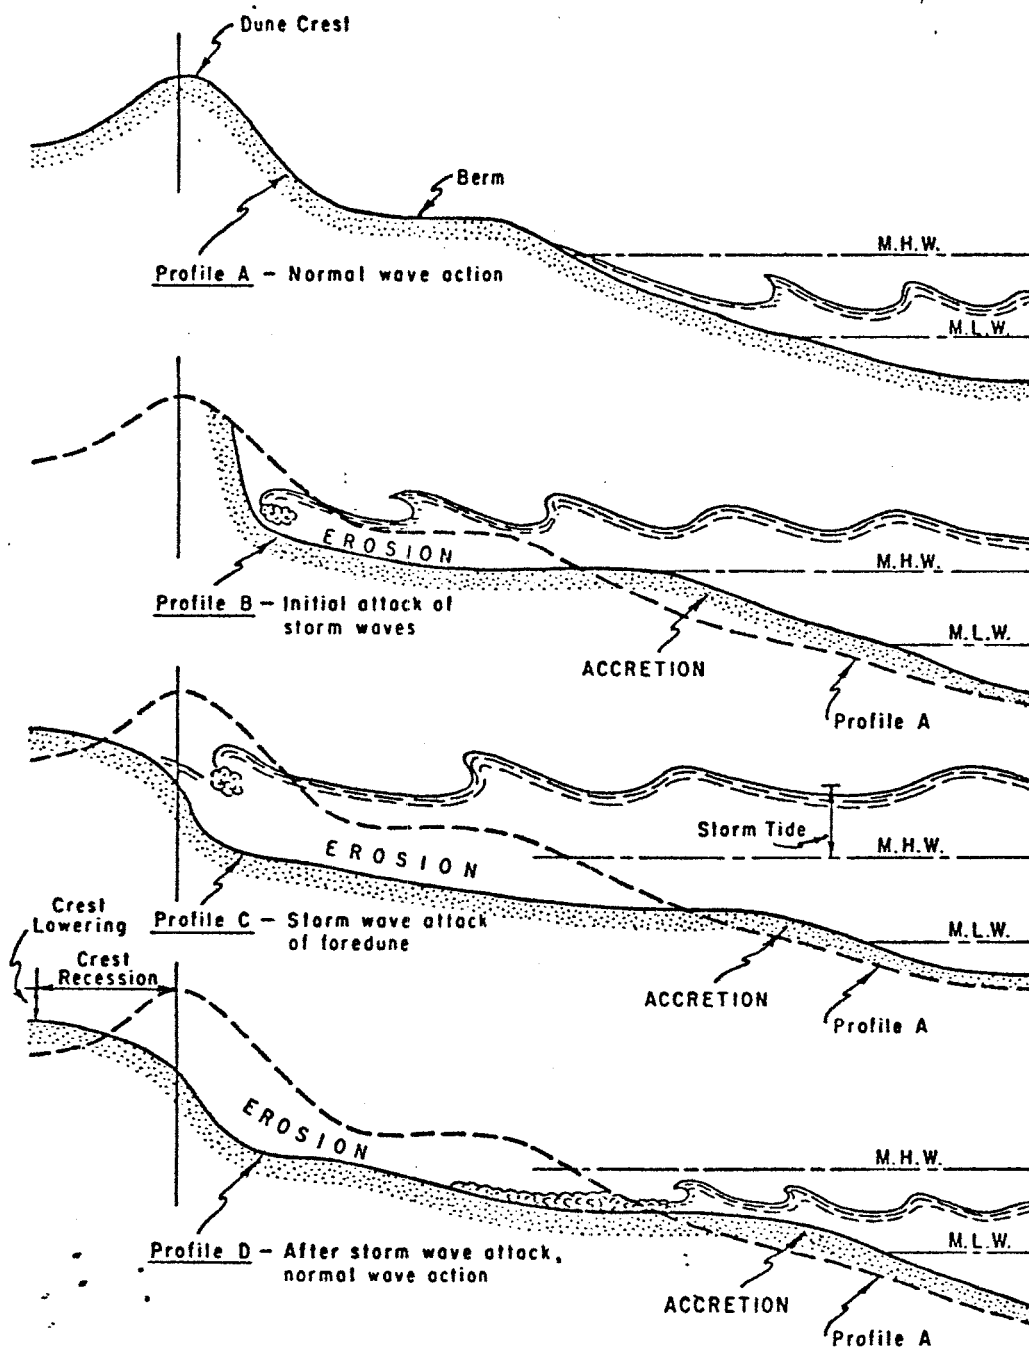 Dune Crest
Berm
M.H.W.
Profile A - Normal wave action
M.L.W.
EROSION
M.H.W.
Profile B - Initial attack of
storm waves
M.L.W.
ACCRETION
Profile A
Storm Tide
M.H.W.
EROSION
Crest
Lowering
Profile C - Storm wave attack
of foredune
M.L.W.
Crest
Recession
ACCRETION
Profile A
EROSION
M.H.W.
Profile D - After storm wave attack,
normal wave action
M.L.W.
ACCRETION
Profile A